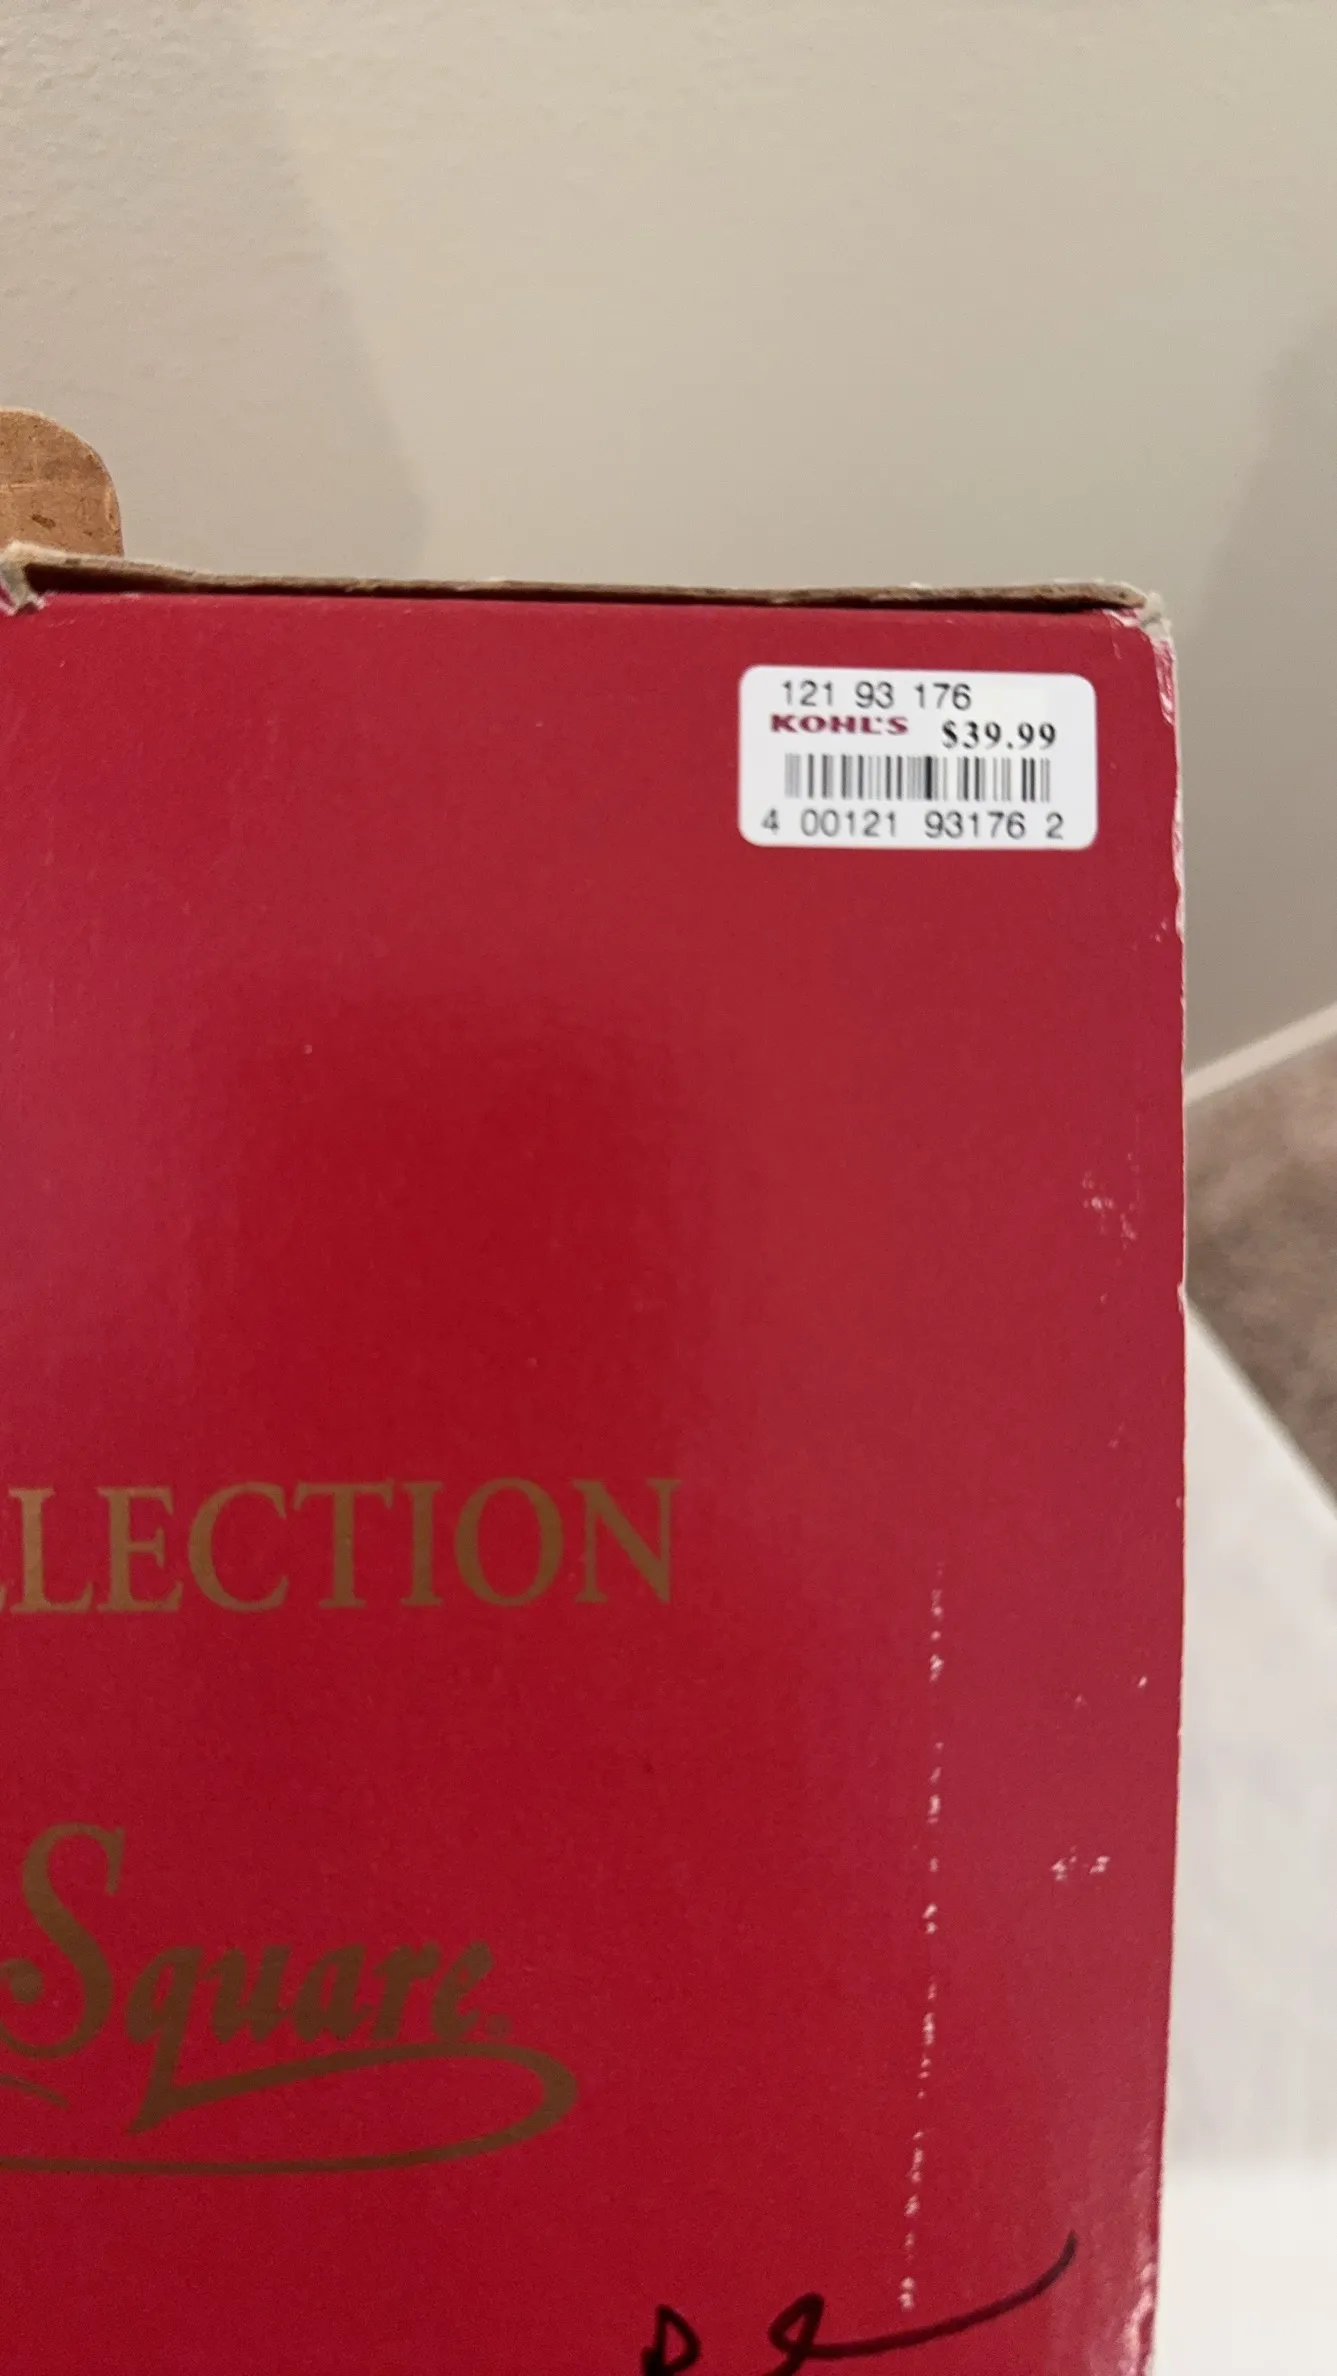 121 93 176
KOHL'S $39.99
4 00121 93176 2
LLECTION
Square®